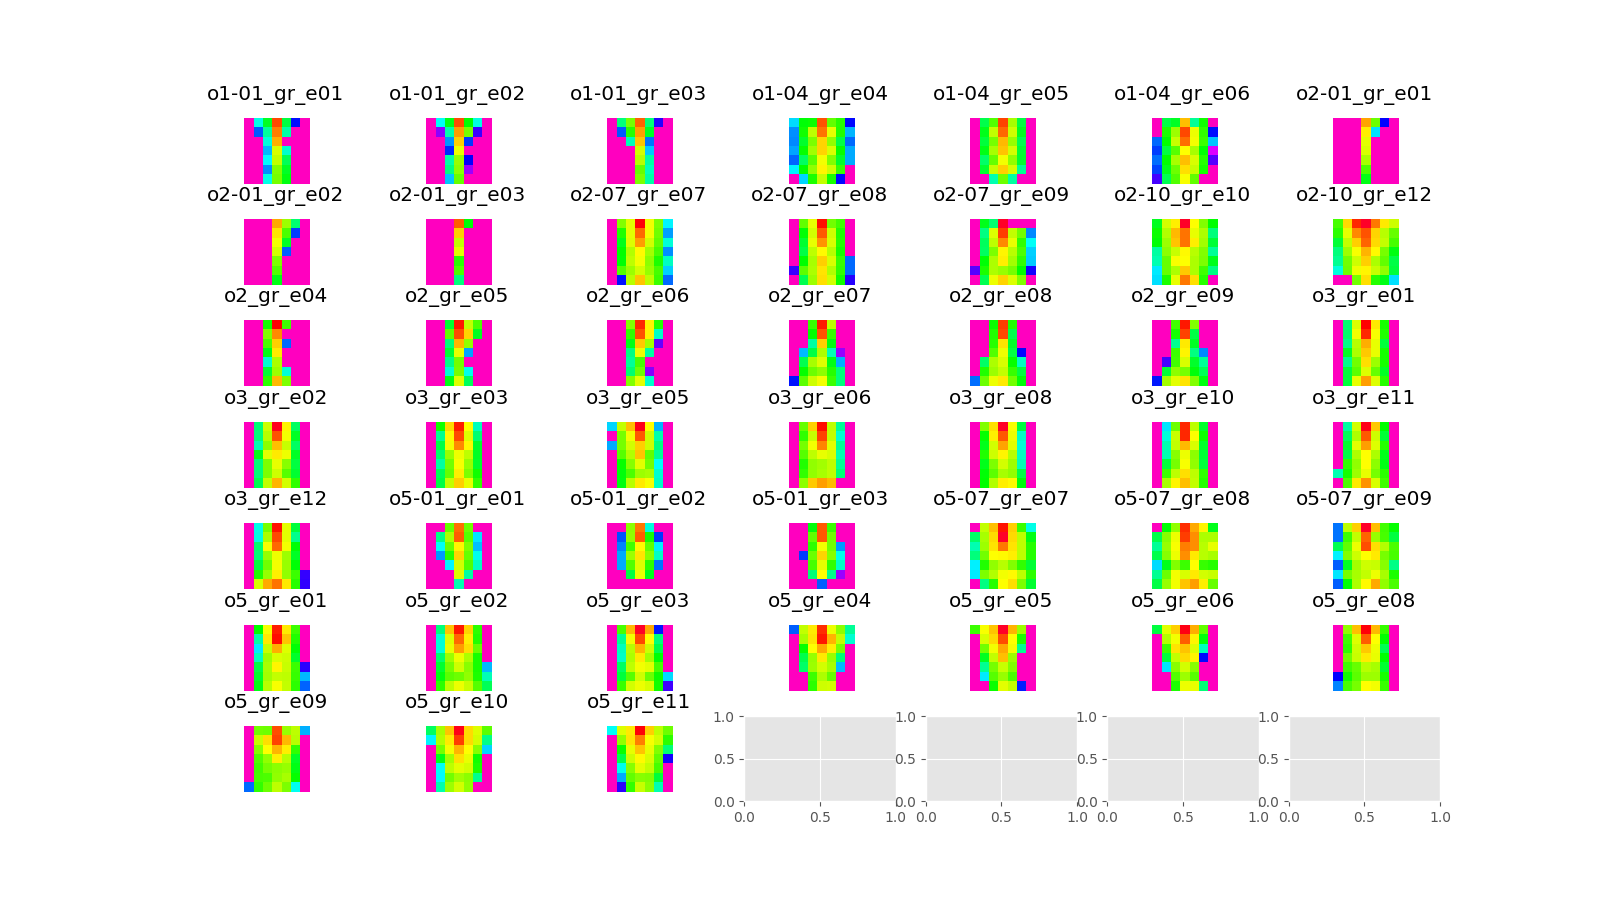 o1-01_gr_e01 o1-01_gr_e02 o1-01_gr_e03 o1-04_gr_e04 o1-04_gr_e05 o1-04_gr_e06 o2-01_gr_e01
o2-01_gr_e02 o2-01_gr_e03 o2-07_gr_e07 o2-07_gr_e08 o2-07_gr_e09 o2-10_gr_e10 o2-10_gr_e12
o2_gr_e04 o2_gr_e05 o2_gr_e06 o2_gr_e07 o2_gr_e08 o2_gr_e09 o3_gr_e01
o3_gr_e02 o3_gr_e03 o3_gr_e05 o3_gr_e06 o3_gr_e08 o3_gr_e10 o3_gr_e11
o3_gr_e12 o5-01_gr_e01 o5-01_gr_e02 o5-01_gr_e03 o5-07_gr_e07 o5-07_gr_e08 o5-07_gr_e09
o5_gr_e01 o5_gr_e02 o5_gr_e03 o5_gr_e04 o5_gr_e05 o5_gr_e06 o5_gr_e08
o5_gr_e09 o5_gr_e10 o5_gr_e11
1.0 1.0 1.0 1.0
0.5 0.5 0.5 0.5
0.0 0.0 0.0 0.0
0.0 0.5 1.0 0.0 0.5 1.0 0.0 0.5 1.0 0.0 0.5 1.0